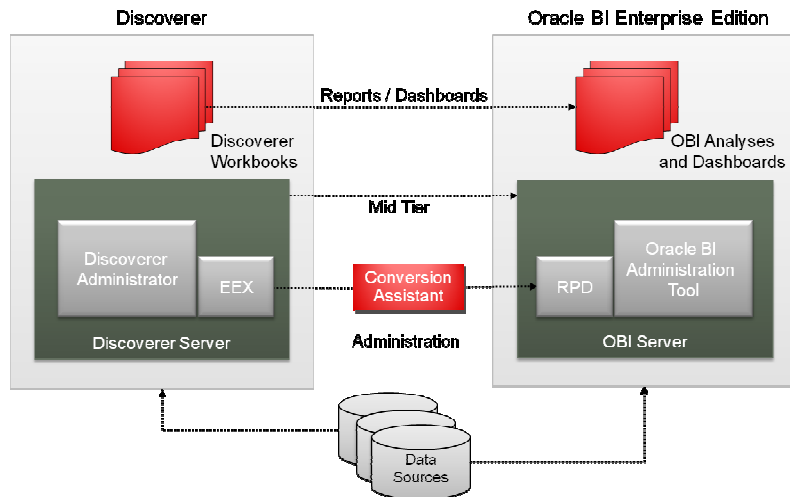 Discoverer
Oracle BI Enterprise Edition
Reports / Dashboards
Discoverer
Workbooks
OBI Analyses
and Dashboards
Mid Tier
Discoverer
Administrator
EEX
Conversion
Assistant
RPD
Oracle BI
Administration
Tool
Discoverer Server
Administration
OBI Server
Data
Sources